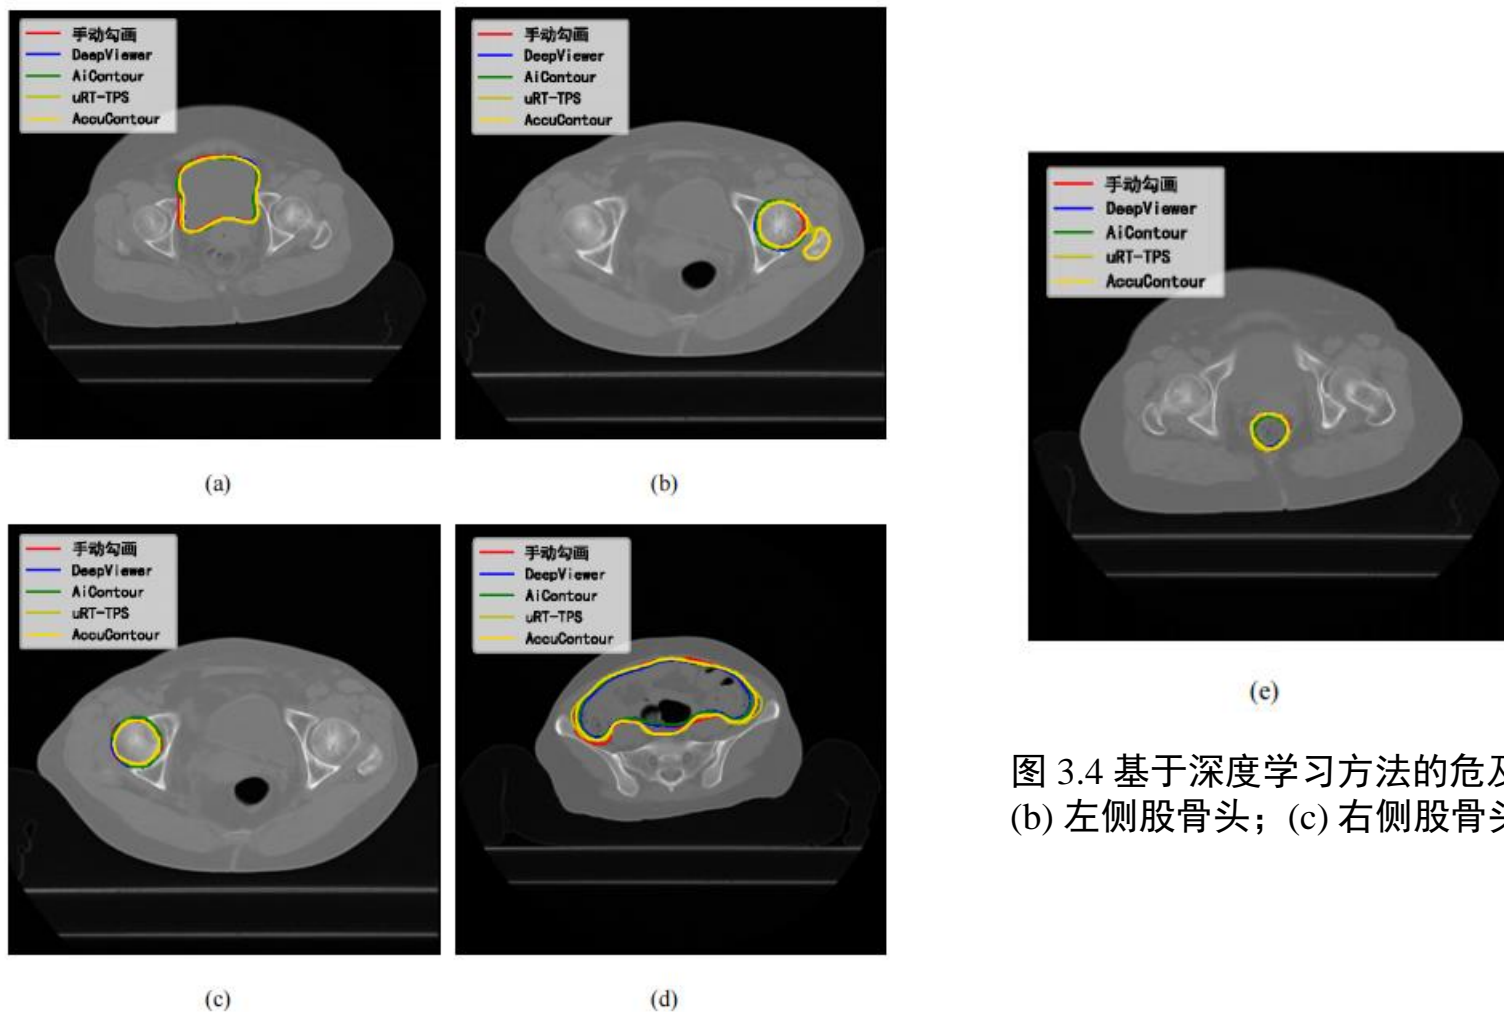 手动勾画
DeepViewer
AiContour
uRT-TPS
AccuContour
(a)
手动勾画
DeepViewer
AiContour
uRT-TPS
AccuContour
(b)
手动勾画
DeepViewer
AiContour
uRT-TPS
AccuContour
(c)
手动勾画
DeepViewer
AiContour
uRT-TPS
AccuContour
(d)
手动勾画
DeepViewer
AiContour
uRT-TPS
AccuContour
(e)
图 3.4 基于深度学习方法的危及
(b) 左侧股骨头；(c) 右侧股骨头